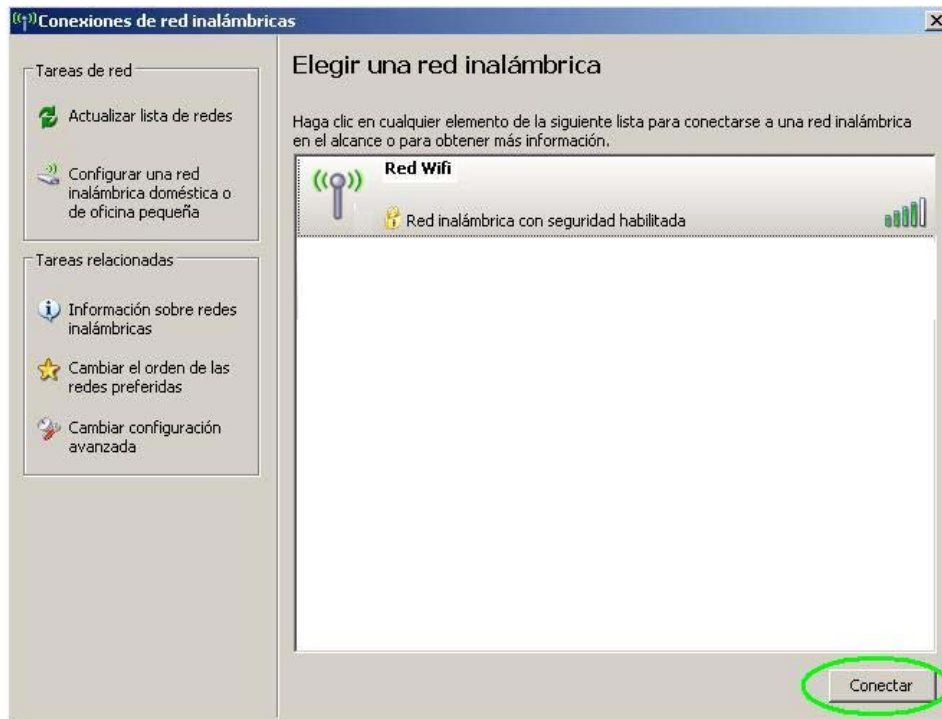 Conexiones de red inalámbricas
Tareas de red
Actualizar lista de redes
Configurar una red
inalámbrica doméstica o
de oficina pequeña
Tareas relacionadas
Información sobre redes
inalámbricas
Cambiar el orden de las
redes preferidas
Cambiar configuración
avanzada
Elegir una red inalámbrica
Haga clic en cualquier elemento de la siguiente lista para conectarse a una red inalámbrica
en el alcance o para obtener más información.
Red Wifi
Red inalámbrica con seguridad habilitada
Conectar